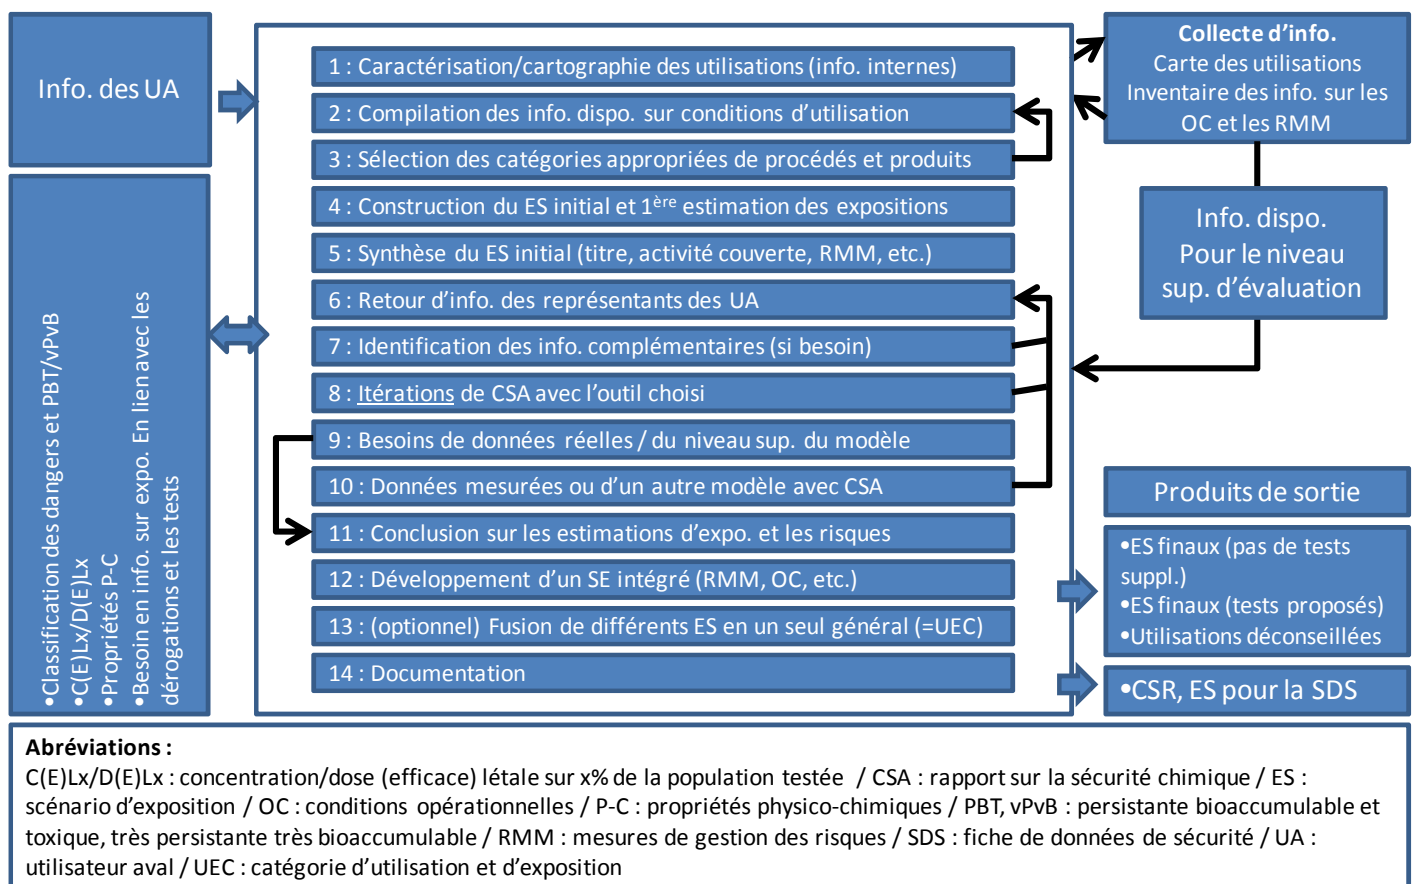 Info. des UA
•Classification des dangers et PBT/vPvB
•C(E)Lx/D(E)Lx
•Propriétés P-C
•Besoin en info. sur expo. En lien avec les
dérogations et les tests
1 : Caractérisation/cartographie des utilisations (info. internes)
2 : Compilation des info. dispo. sur conditions d’utilisation
3 : Sélection des catégories appropriées de procédés et produits
4 : Construction du ES initial et 1ère estimation des expositions
5 : Synthèse du ES initial (titre, activité couverte, RMM, etc.)
6 : Retour d’info. des représentants des UA
7 : Identification des info. complémentaires (si besoin)
8 : Itérations de CSA avec l’outil choisi
9 : Besoins de données réelles / du niveau sup. du modèle
10 : Données mesurées ou d’un autre modèle avec CSA
11 : Conclusion sur les estimations d’expo. et les risques
12 : Développement d’un SE intégré (RMM, OC, etc.)
13 : (optionnel) Fusion de différents ES en un seul général (=UEC)
14 : Documentation
Collecte d’info.
Carte des utilisations
Inventaire des info. sur les
OC et les RMM
Info. dispo.
Pour le niveau
sup. d’évaluation
Produits de sortie
•ES finaux (pas de tests
suppl.)
•ES finaux (tests proposés)
•Utilisations déconseillées
•CSR, ES pour la SDS
Abréviations :
C(E)Lx/D(E)Lx : concentration/dose (efficace) létale sur x% de la population testée / CSA : rapport sur la sécurité chimique / ES :
scénario d’exposition / OC : conditions opérationnelles / P-C : propriétés physico-chimiques / PBT, vPvB : persistante bioaccumulable et
toxique, très persistante très bioaccumulable / RMM : mesures de gestion des risques / SDS : fiche de données de sécurité / UA :
utilisateur aval / UEC : catégorie d’utilisation et d’exposition